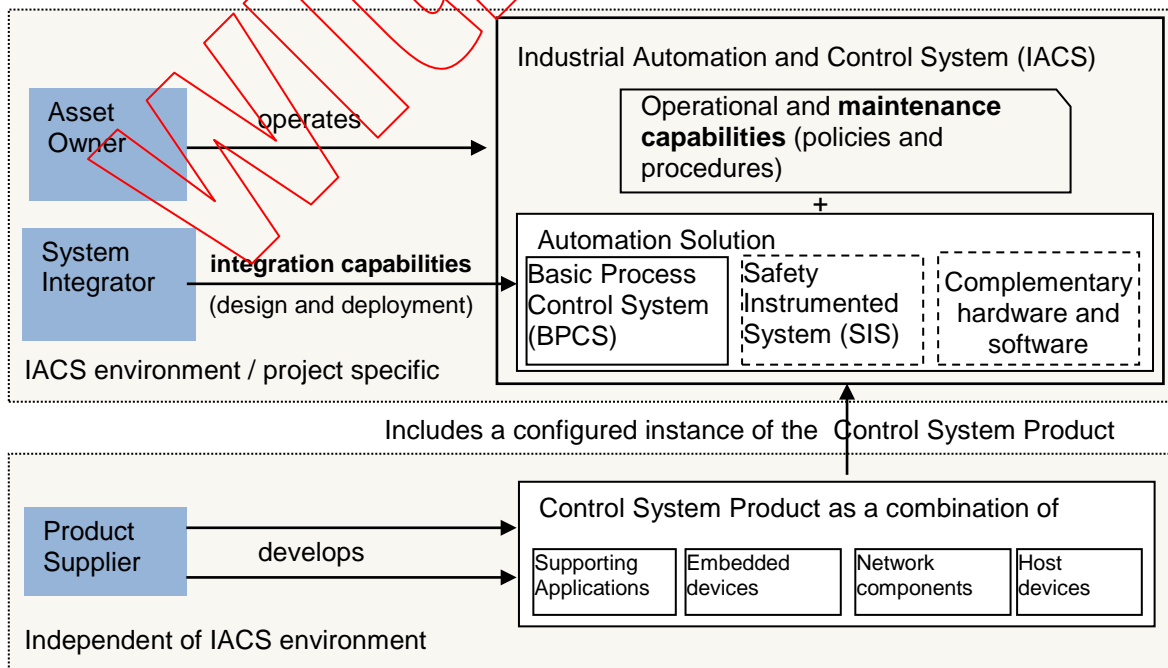 Industrial Automation and Control System (IACS)
Operational and maintenance
capabilities (policies and
procedures)
+
Asset
Owner
operates
Automation Solution
System
Integrator
integration capabilities
(design and deployment)
Basic Process
Control System
(BPCS)
Safety
Instrumented
System (SIS)
Complementary
hardware and
software
IACS environment / project specific
Includes a configured instance of the Control System Product
Product
Supplier
develops
Control System Product as a combination of
Supporting
Applications
Embedded
devices
Network
components
Host
devices
Independent of IACS environment